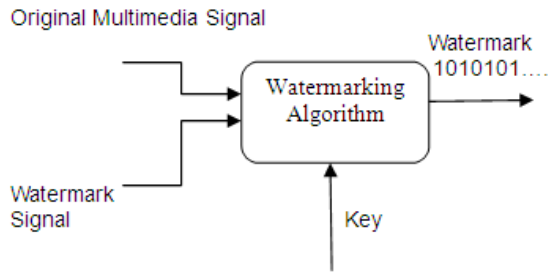 Original Multimedia Signal
Watermark
1010101....
Watermarking
Algorithm
Watermark
Signal
Key